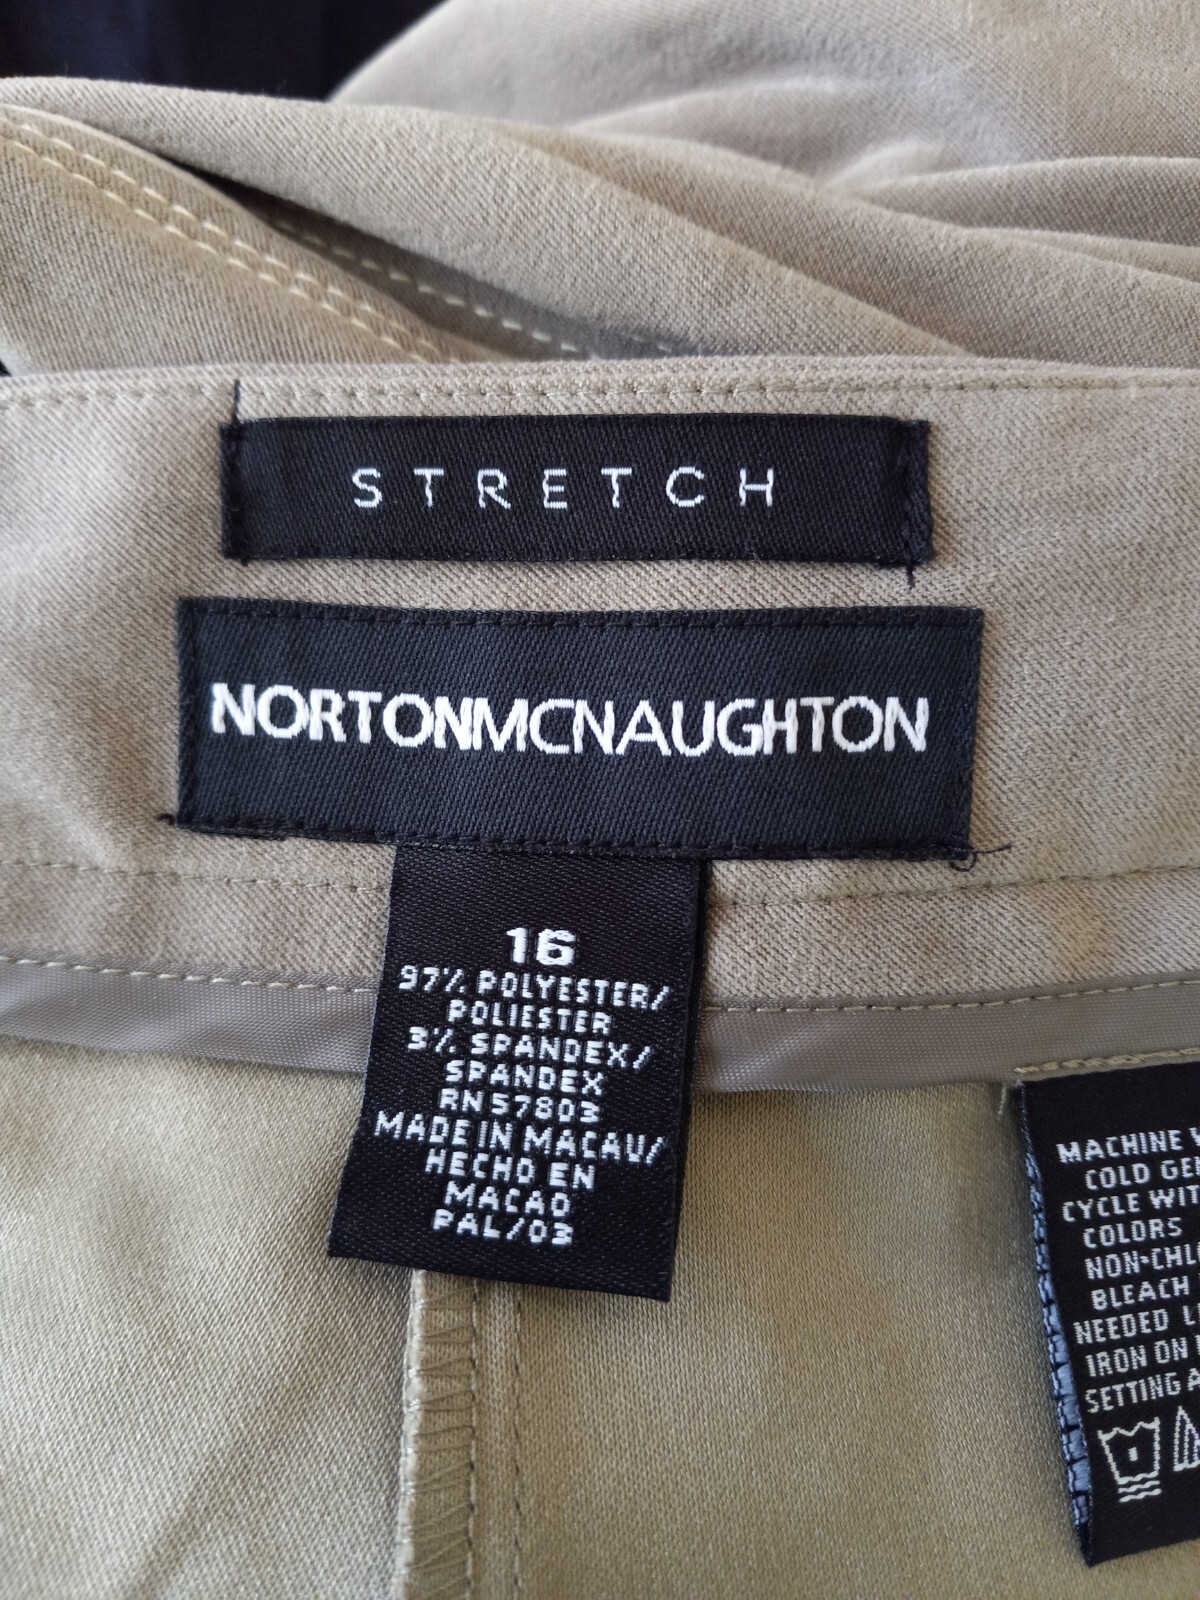 STRETCH
NORTONMCNAUGHTON
16
97% POLYESTER/
POLIESTER
3% SPANDEX/
SPANDEX
RN57803
MADE IN MACAU/
HECHO EN
MACAO
PAL/03
MACHINE
COLD
CYCLE
COLORS
BLEACH
NEEDED
IRON ON
SETTING